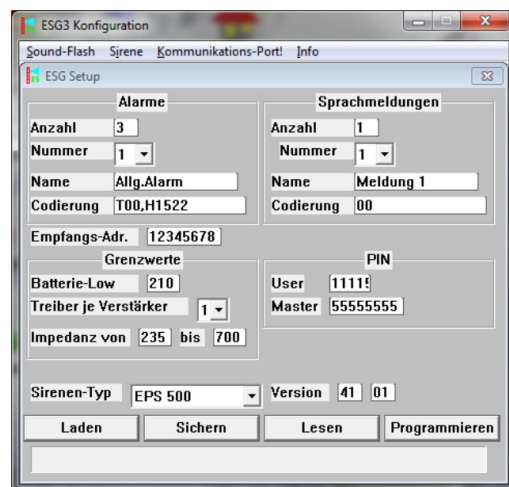 ESG3 Konfiguration
Sound-Flash Sirene Kommunikations-Port! Info
ESG Setup
Alarme
Anzahl 3
Nummer 1
Name Allg.Alarm
Codierung T00,H1522
Sprachmeldungen
Anzahl 1
Nummer 1
Name Meldung 1
Codierung 00
Empfangs-Adr. 12345678
Grenzwerte
Batterie-Low 210
Treiber je Verstärker 1
Impedanz von 235 bis 700
PIN
User
Master 55555555
Sirenen-Typ EPS 500 Version 41 01
Laden Sichern Lesen Programmieren